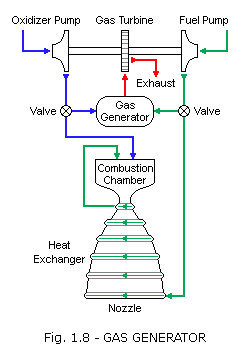 Oxidizer Pump Gas Turbine Fuel Pump
Exhaust
Valve Gas Generator Valve
Combustion
Chamber
Heat
Exchanger
Nozzle
Fig. 1.8 - GAS GENERATOR